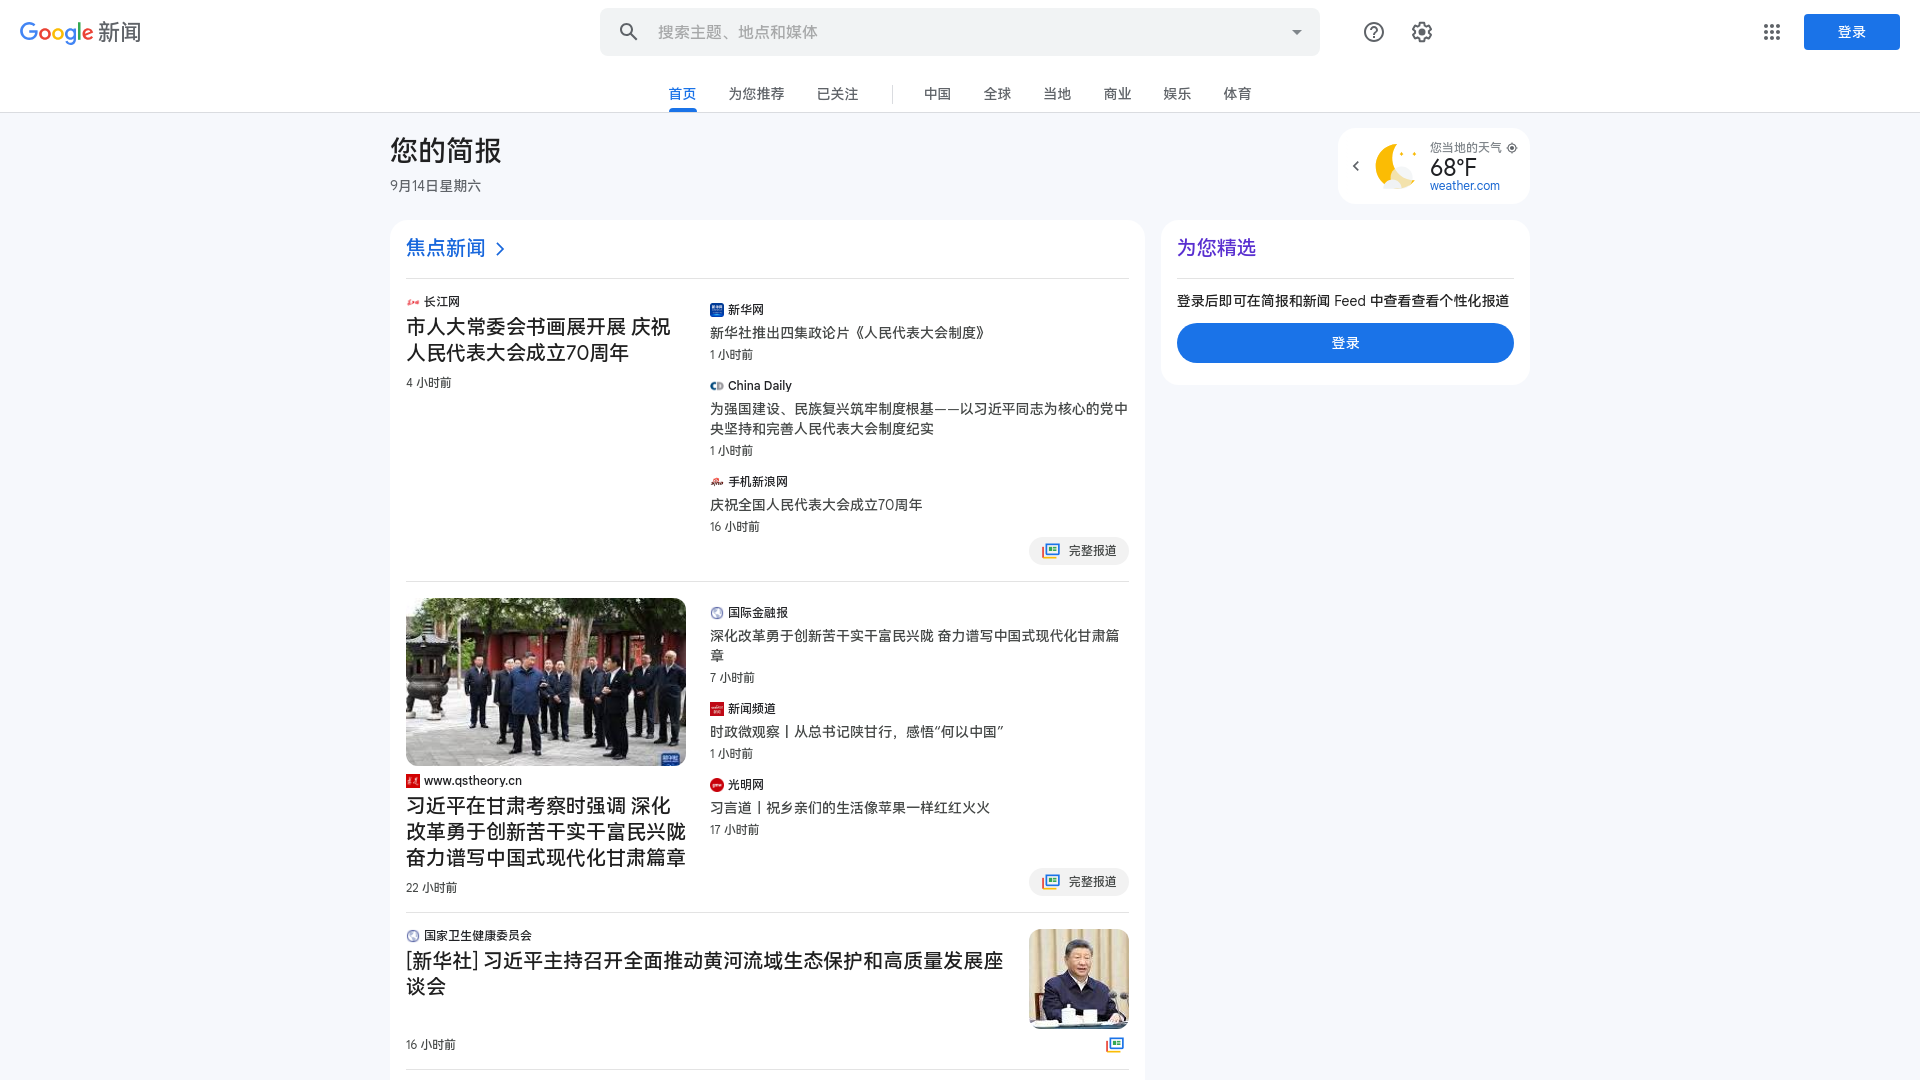 Google 新闻
搜索主题、地点和媒体
登录
首页
为您推荐
已关注
中国
全球
当地
商业
娱乐
体育
您的简报
9月14日星期六
您当地的天气
68°F
weather.com
焦点新闻
长江网
市人大常委会书画展开展 庆祝
人民代表大会成立70周年
4 小时前
新华网
新华社推出四集政论片《人民代表大会制度》
1 小时前
China Daily
为强国建设、民族复兴筑牢制度根基——以习近平同志为核心的党中
央坚持和完善人民代表大会制度纪实
1 小时前
手机新浪网
庆祝全国人民代表大会成立70周年
16 小时前
完整报道
为您精选
登录后即可在简报和新闻 Feed 中查看查看个性化报道
登录
www.qstheory.cn
习近平在甘肃考察时强调 深化
改革勇于创新苦干实干富民兴陇
奋力谱写中国式现代化甘肃篇章
22 小时前
国际金融报
深化改革勇于创新苦干实干富民兴陇 奋力谱写中国式现代化甘肃篇
章
7 小时前
新闻频道
时政微观察丨从总书记陕甘行，感悟“何以中国”
1 小时前
光明网
习言道丨祝乡亲们的生活像苹果一样红红火火
17 小时前
完整报道
国家卫生健康委员会
[新华社] 习近平主持召开全面推动黄河流域生态保护和高质量发展座
谈会
16 小时前